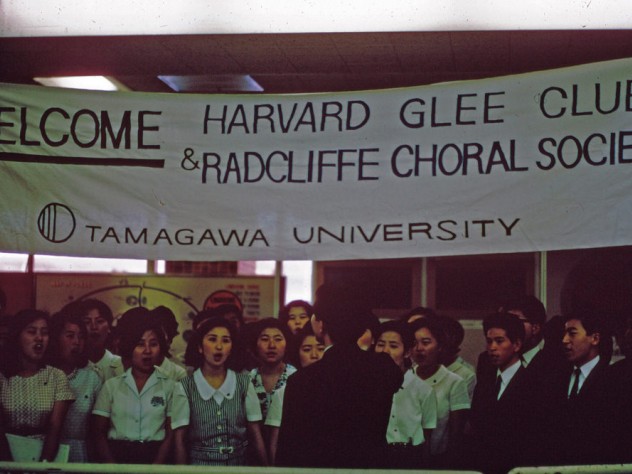 ELCOME HARVARD GLEE CLUB
& RADCLIFFE CHORAL SOCIE
TAMAGAWA UNIVERSITY